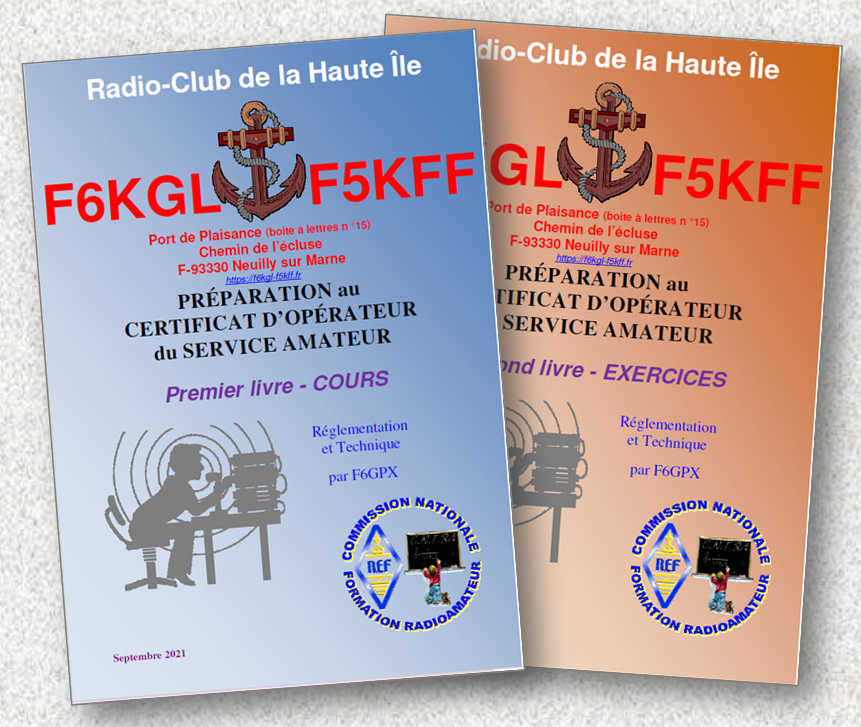 Radio-Club de la Haute Île
F6KGL F5KFF
Port de Plaisance (boite à lettres n °15)
Chemin de l'écluse
F-93330 Neuilly sur Marne
https://f6kgl-f5kff.fr
PRÉPARATION au
CERTIFICAT D'OPÉRATEUR
du SERVICE AMATEUR
Premier livre - COURS
Réglementation
et Technique
par F6GPX
COMMISSION NATIONALE
REF
FORMATION RADIOAMATEUR
Septembre 2021
dio-Club de la Haute Île
GL F5KFF
Port de Plaisance (boite à lettres n °15)
Chemin de l'écluse
F-93330 Neuilly sur Marne
https://f6kgl-f5kff.fr
PRÉPARATION au
TIFICAT D'OPÉRATEUR
SERVICE AMATEUR
ond livre - EXERCICES
Réglementation
et Technique
par F6GPX
COMMISSION NATIONALE
REF
FORMATION RADIOAMATEUR